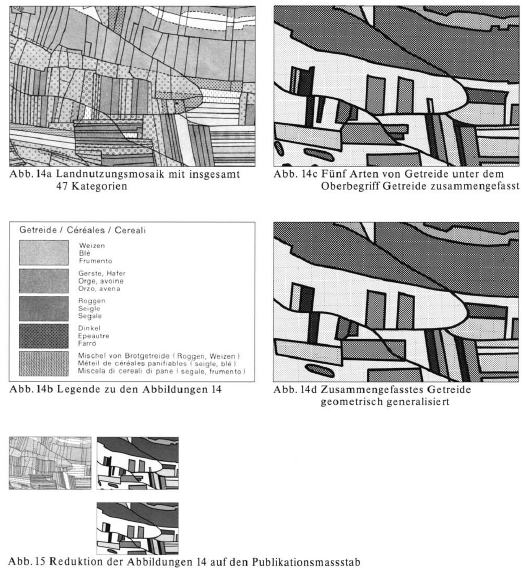 Abb. 14a Landnutzungsmosaik mit insgesamt
47 Kategorien
Abb. 14c Fünf Arten von Getreide unter dem
Oberbegriff Getreide zusammengefasst
Getreide / Céréales / Cereali
Weizen
Blé
Frumento
Gerste, Hafer
Orge, avoine
Orzo, avena
Roggen
Seigle
Segale
Dinkel
Epeautre
Farro
Mischel von Brotgetreide ( Roggen, Weizen )
Méteil de céréales panifiables ( seigle, blé )
Miscela di cereali di pane ( segale, frumento )
Abb. 14b Legende zu den Abbildungen 14
Abb. 14d Zusammengefasstes Getreide
geometrisch generalisiert
Abb. 15 Reduktion der Abbildungen 14 auf den Publikationsmassstab